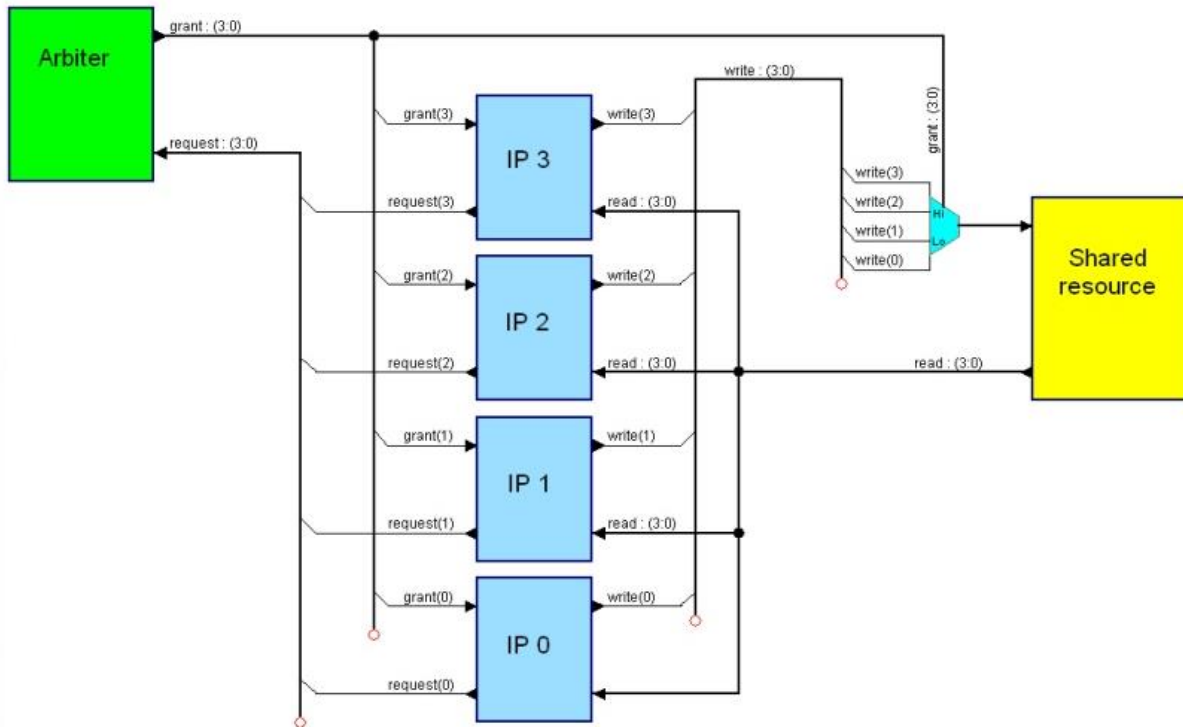 grant : (3:0)
Arbiter
write : (3:0)
grant : (3:0)
grant(3)
write(3)
request : (3:0)
IP 3
write(3)
request(3)
read : (3:0)
write(2)
Hi
write(1)
Lo
write(0)
grant(2)
write(2)
Shared
resource
IP 2
request(2)
read : (3:0)
read : (3:0)
grant(1)
write(1)
IP 1
request(1)
read : (3:0)
grant(0)
write(0)
IP 0
request(0)